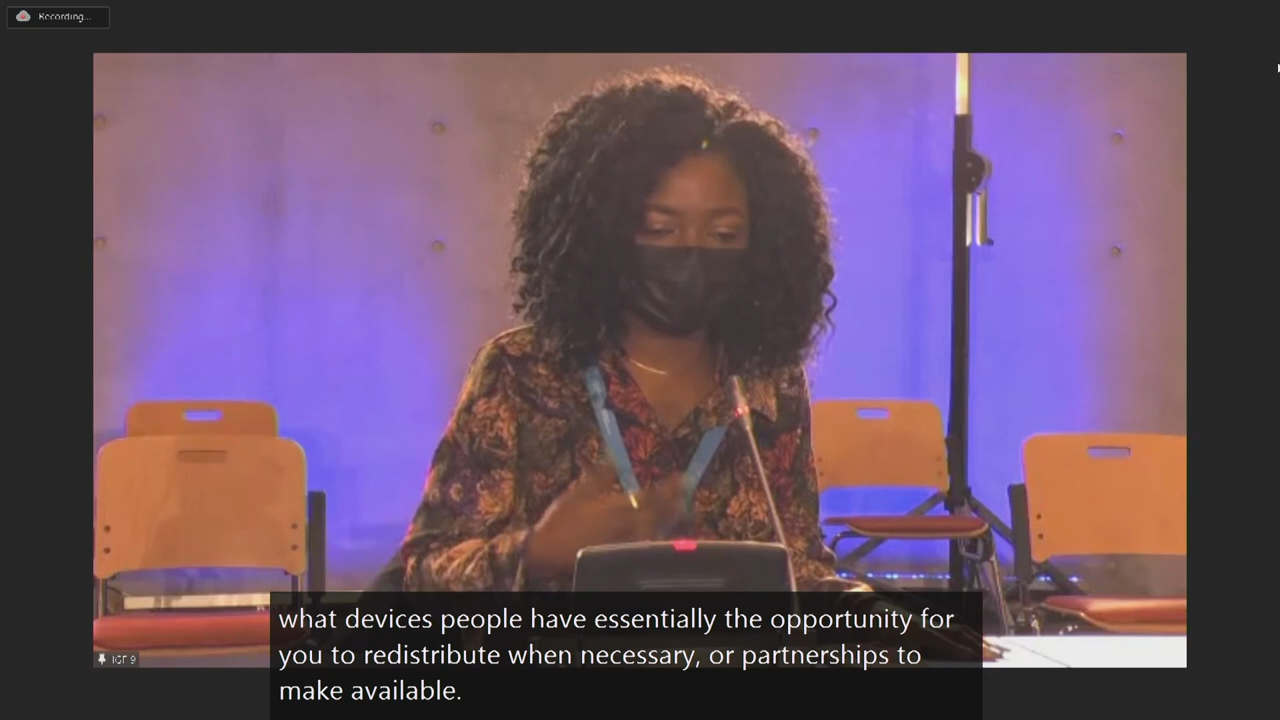 Recording...
IGF 9
what devices people have essentially the opportunity for
you to redistribute when necessary, or partnerships to
make available.